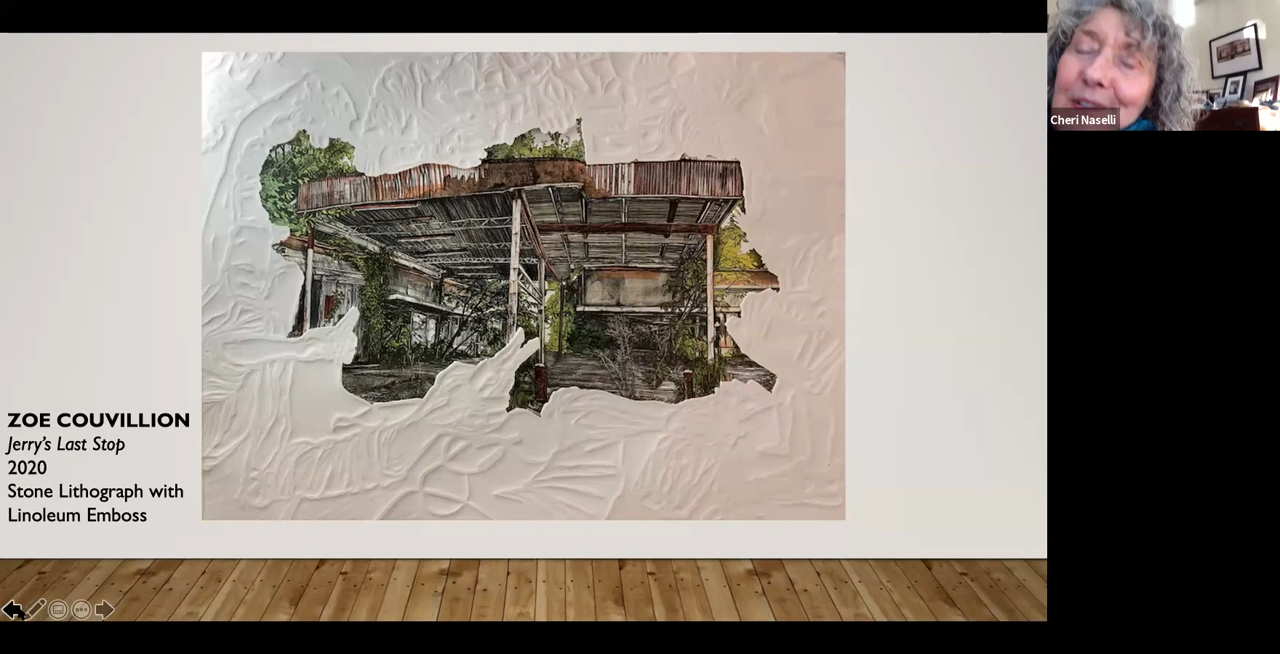 ZOE COUVILLION
Jerry's Last Stop
2020
Stone Lithograph with
Linoleum Emboss
Cheri Naselli